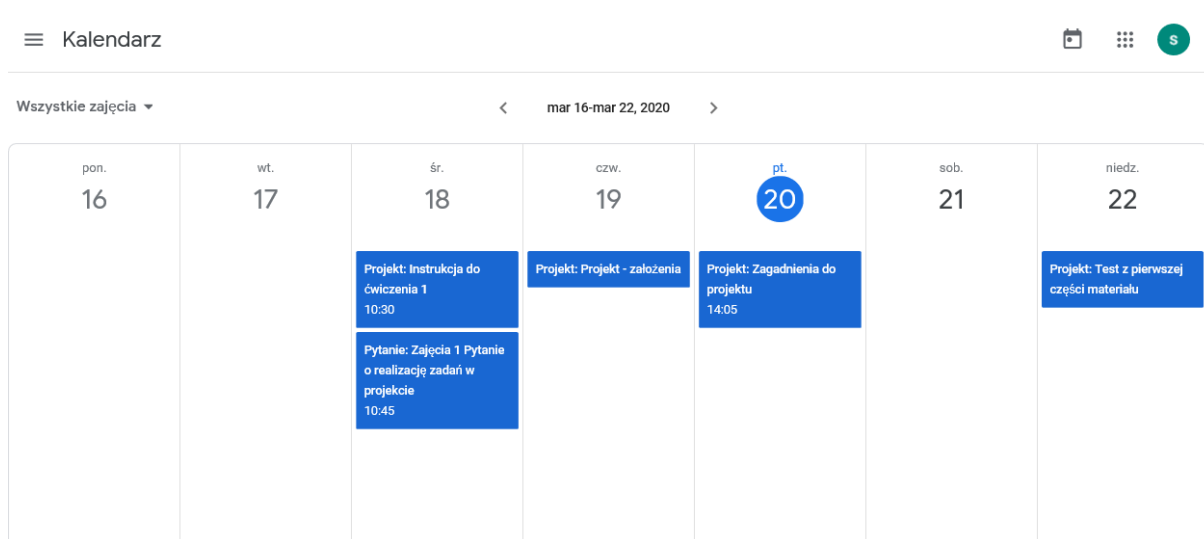 Kalendarz
S
Wszystkie zajęcia
mar 16-mar 22, 2020
pon.
16
wt.
17
śr.
18
czw.
19
pt.
20
sob.
21
niedz.
22
Projekt: Instrukcja do
ćwiczenia 1
10:30
Pytanie: Zajęcia 1 Pytanie
o realizację zadań w
projekcie
10:45
Projekt: Projekt - założenia
Projekt: Zagadnienia do
projektu
14:05
Projekt: Test z pierwszej
części materiału